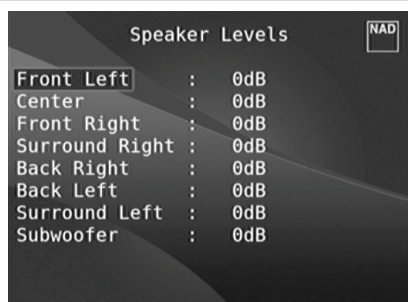 Speaker Levels
NAD
Front Left : 0dB
Center : 0dB
Front Right : 0dB
Surround Right : 0dB
Back Right : 0dB
Back Left : 0dB
Surround Left : 0dB
Subwoofer : 0dB